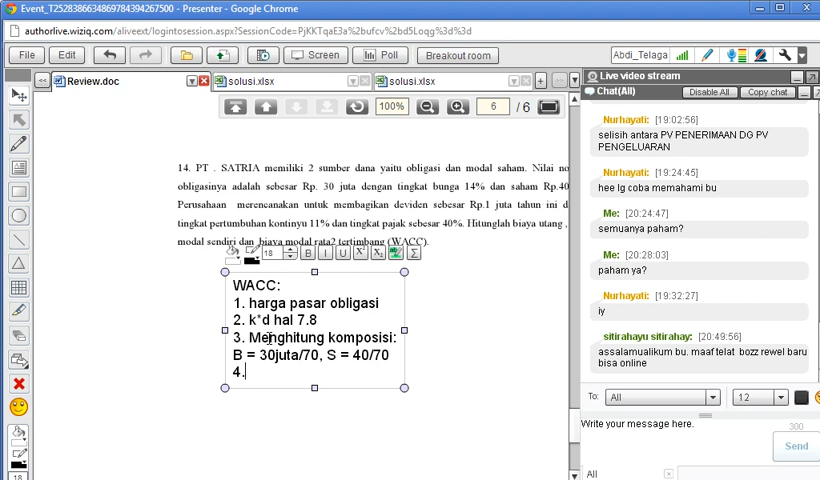 Event_T2528386634869784394267500 - Presenter - Google Chrome
authorlive.wiziq.com/aliveext/logintosession.aspx?SessionCode=PjKKTqaE3a%2bufcv%2bd5Loqg%3d%3d
File Edit Screen Poll Breakout room Abdi_Telaga
<< Review.doc solusi.xlsx solusi.xlsx + >>
100% 6 / 6
14. PT . SATRIA memiliki 2 sumber dana yaitu obligasi dan modal saham. Nilai no
obligasinya adalah sebesar Rp. 30 juta dengan tingkat bunga 14% dan saham Rp.40
Perusahaan merencanakan untuk membagikan deviden sebesar Rp.1 juta tahun ini d
tingkat pertumbuhan kontinyu 11% dan tingkat pajak sebesar 40%. Hitunglah biaya utang ,
modal sendiri dan biaya modal rata2 tertimbang (WACC).
18 B I U X² X₂ Σ
WACC:
1. harga pasar obligasi
2. k*d hal 7.8
3. Menghitung komposisi:
B = 30juta/70, S = 40/70
4.
18
Live video stream
Chat(All) Disable All Copy chat
Nurhayati: [19:02:56]
selisih antara PV PENERIMAAN DG PV
PENGELUARAN
Nurhayati: [19:24:45]
hee lg coba memahami bu
Me: [20:24:47]
semuanya paham?
Me: [20:28:03]
paham ya?
Nurhayati: [19:32:27]
iy
sitirahayu sitirahay: [20:49:56]
assalamualikum bu. maaf telat bozz rewel baru
bisa online
To: All 12
Write your message here.
300
Send
All